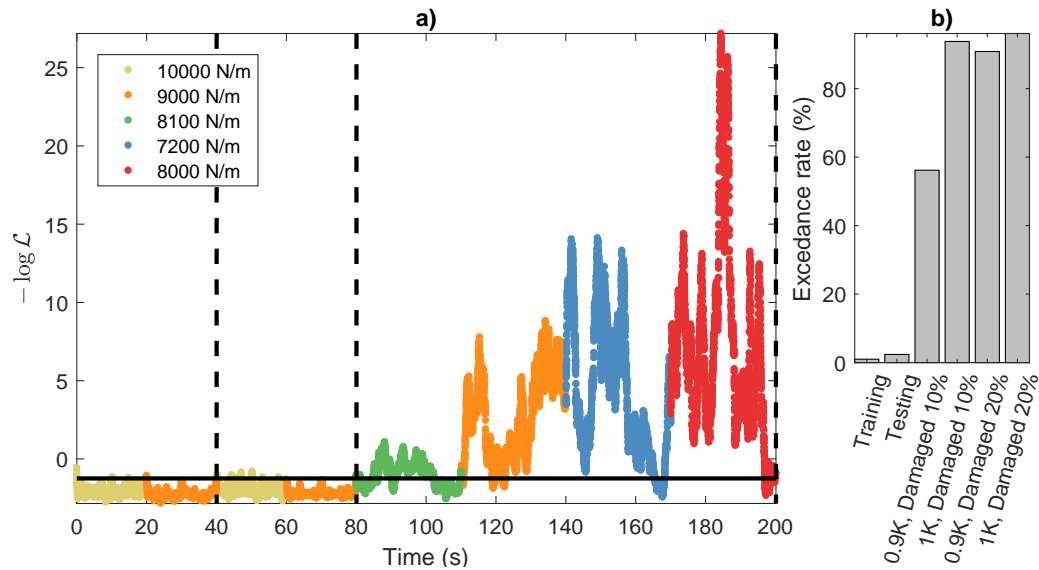 a)
25
20
15
10
5
0
− log ℒ
10000 N/m
9000 N/m
8100 N/m
7200 N/m
8000 N/m
0 20 40 60 80 100 120 140 160 180 200
Time (s)
b)
80
60
40
20
0
Excedance rate (%)
Training
Testing
0.9K, Damaged 10%
1K, Damaged 10%
0.9K, Damaged 20%
1K, Damaged 20%